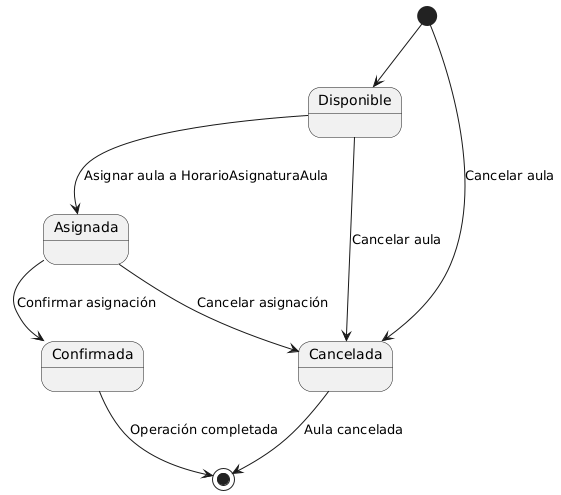 Disponible
Cancelar aula
Asignar aula a HorarioAsignaturaAula
Asignada
Cancelar aula
Confirmar asignación
Cancelar asignación
Confirmada
Cancelada
Operación completada
Aula cancelada